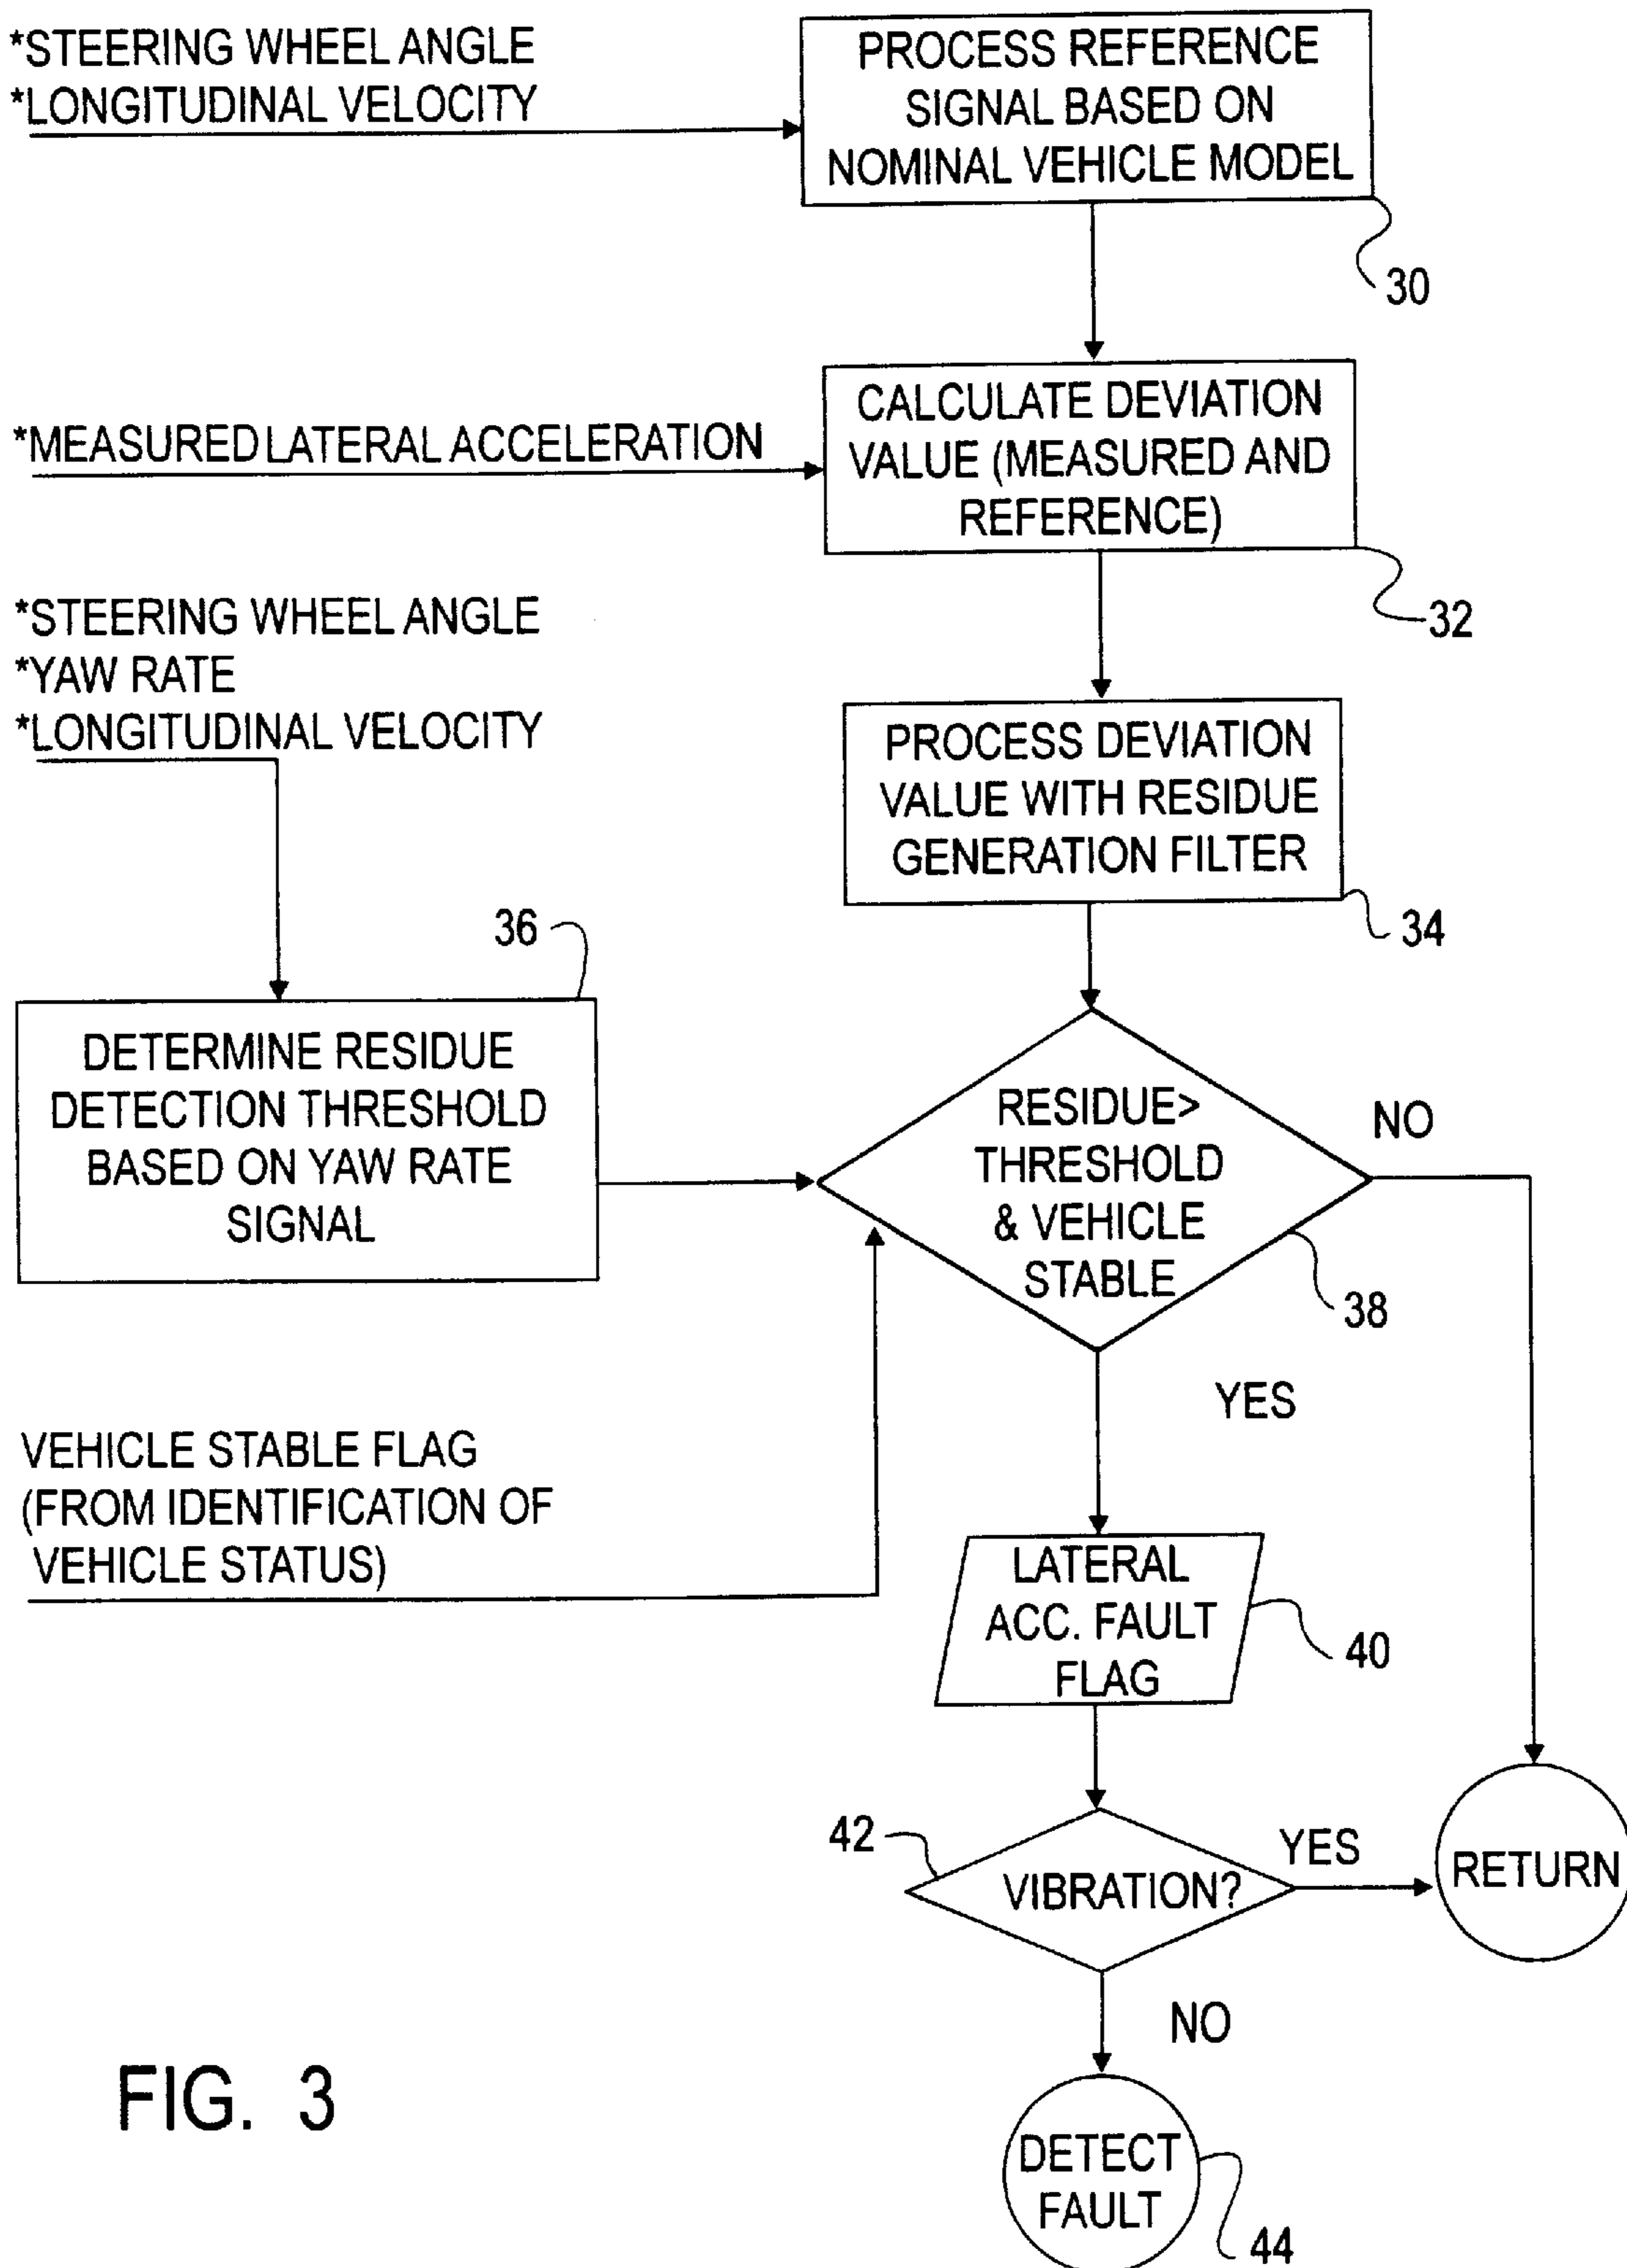 *STEERING WHEEL ANGLE
*LONGITUDINAL VELOCITY
PROCESS REFERENCE
SIGNAL BASED ON
NOMINAL VEHICLE MODEL
30
*MEASURED LATERAL ACCELERATION
CALCULATE DEVIATION
VALUE (MEASURED AND
REFERENCE)
32
*STEERING WHEEL ANGLE
*YAW RATE
*LONGITUDINAL VELOCITY
PROCESS DEVIATION
VALUE WITH RESIDUE
GENERATION FILTER
34
36
DETERMINE RESIDUE
DETECTION THRESHOLD
BASED ON YAW RATE
SIGNAL
RESIDUE>
THRESHOLD
& VEHICLE
STABLE
NO
38
YES
VEHICLE STABLE FLAG
(FROM IDENTIFICATION OF
VEHICLE STATUS)
LATERAL
ACC. FAULT
FLAG
40
42
VIBRATION?
YES
RETURN
NO
DETECT
FAULT
44
FIG. 3